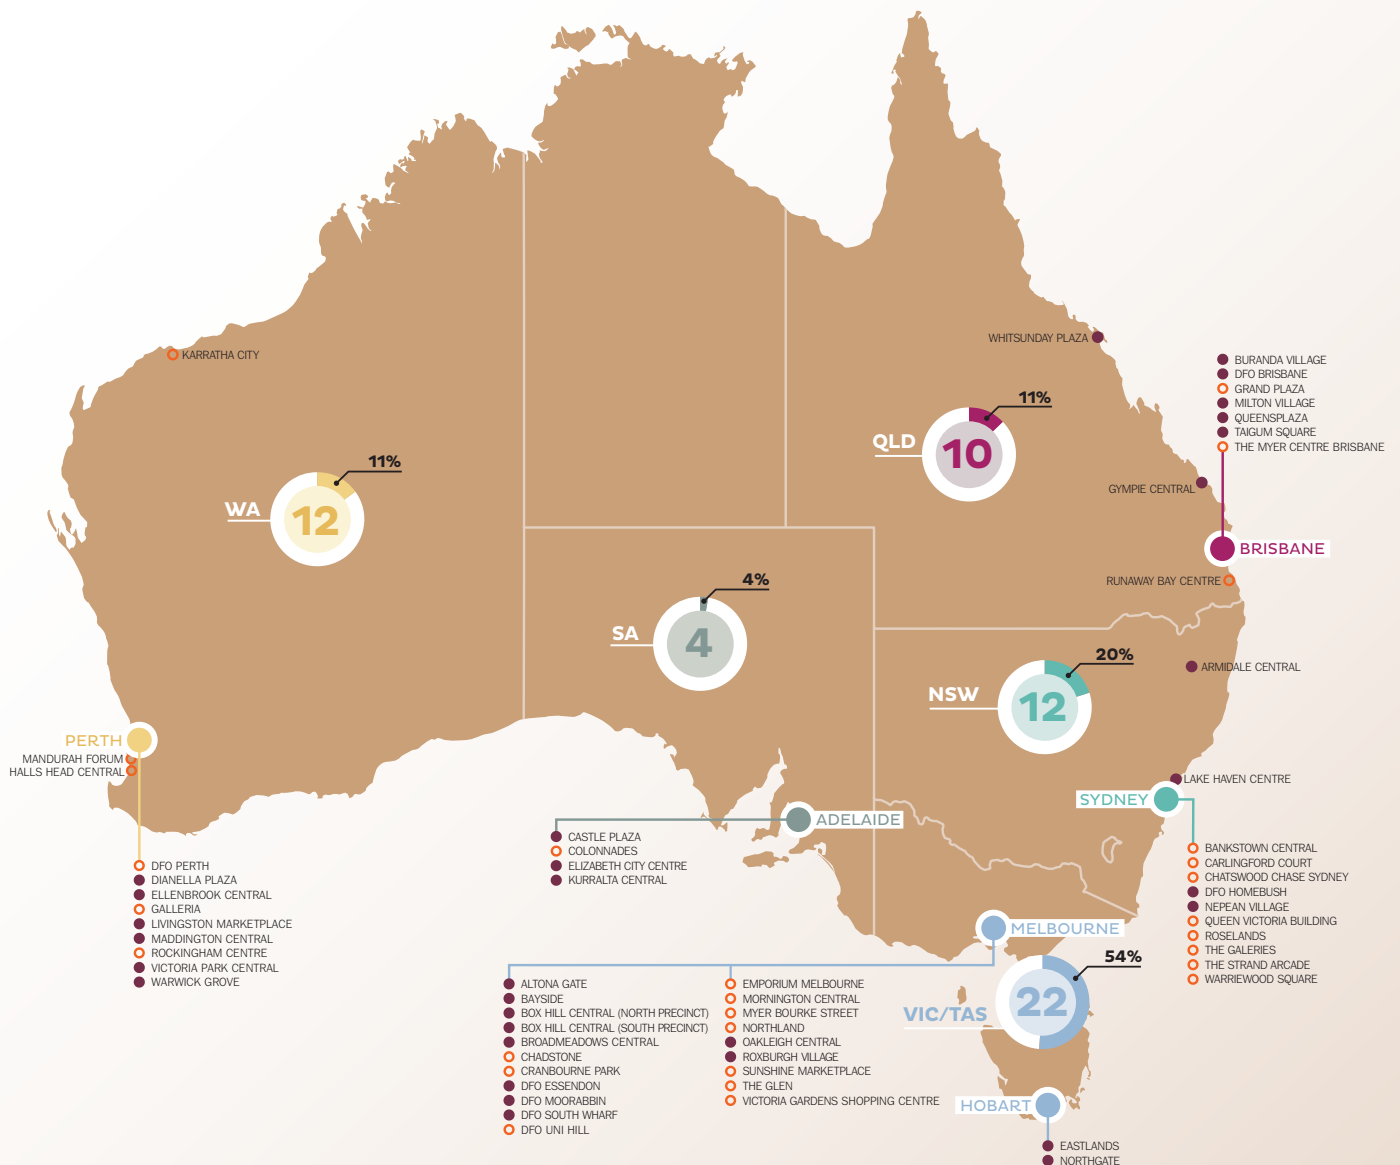 WHITSUNDAY PLAZA
KARRATHA CITY
BURANDA VILLAGE
DFO BRISBANE
GRAND PLAZA
MILTON VILLAGE
QUEENSPLAZA
TAIGUM SQUARE
THE MYER CENTRE BRISBANE
11%
QLD
10
11%
WA
12
GYMPIE CENTRAL
BRISBANE
RUNAWAY BAY CENTRE
4%
SA
4
20%
NSW
12
ARMIDALE CENTRAL
PERTH
MANDURAH FORUM
HALLS HEAD CENTRAL
LAKE HAVEN CENTRE
SYDNEY
ADELAIDE
CASTLE PLAZA
COLONNADES
ELIZABETH CITY CENTRE
KURRALTA CENTRAL
BANKSTOWN CENTRAL
CARLINGFORD COURT
CHATSWOOD CHASE SYDNEY
DFO HOMEBUSH
NEPEAN VILLAGE
QUEEN VICTORIA BUILDING
ROSELANDS
THE GALERIES
THE STRAND ARCADE
WARRIEWOOD SQUARE
DFO PERTH
DIANELLA PLAZA
ELLENBROOK CENTRAL
GALLERIA
LIVINGSTON MARKETPLACE
MADDINGTON CENTRAL
ROCKINGHAM CENTRE
VICTORIA PARK CENTRAL
WARWICK GROVE
MELBOURNE
54%
VIC/TAS
22
ALTONA GATE
BAYSIDE
BOX HILL CENTRAL (NORTH PRECINCT)
BOX HILL CENTRAL (SOUTH PRECINCT)
BROADMEADOWS CENTRAL
CHADSTONE
CRANBOURNE PARK
DFO ESSENDON
DFO MOORABBIN
DFO SOUTH WHARF
DFO UNI HILL
EMPORIUM MELBOURNE
MORNINGTON CENTRAL
MYER BOURKE STREET
NORTHLAND
OAKLEIGH CENTRAL
ROXBURGH VILLAGE
SUNSHINE MARKETPLACE
THE GLEN
VICTORIA GARDENS SHOPPING CENTRE
HOBART
EASTLANDS
NORTHGATE